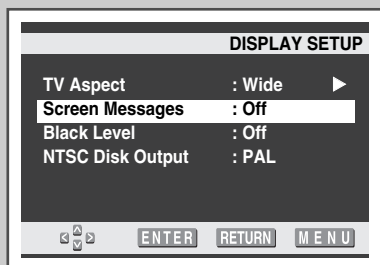 DISPLAY SETUP
TV Aspect : Wide
Screen Messages : Off
Black Level : Off
NTSC Disk Output : PAL
ENTER RETURN MENU